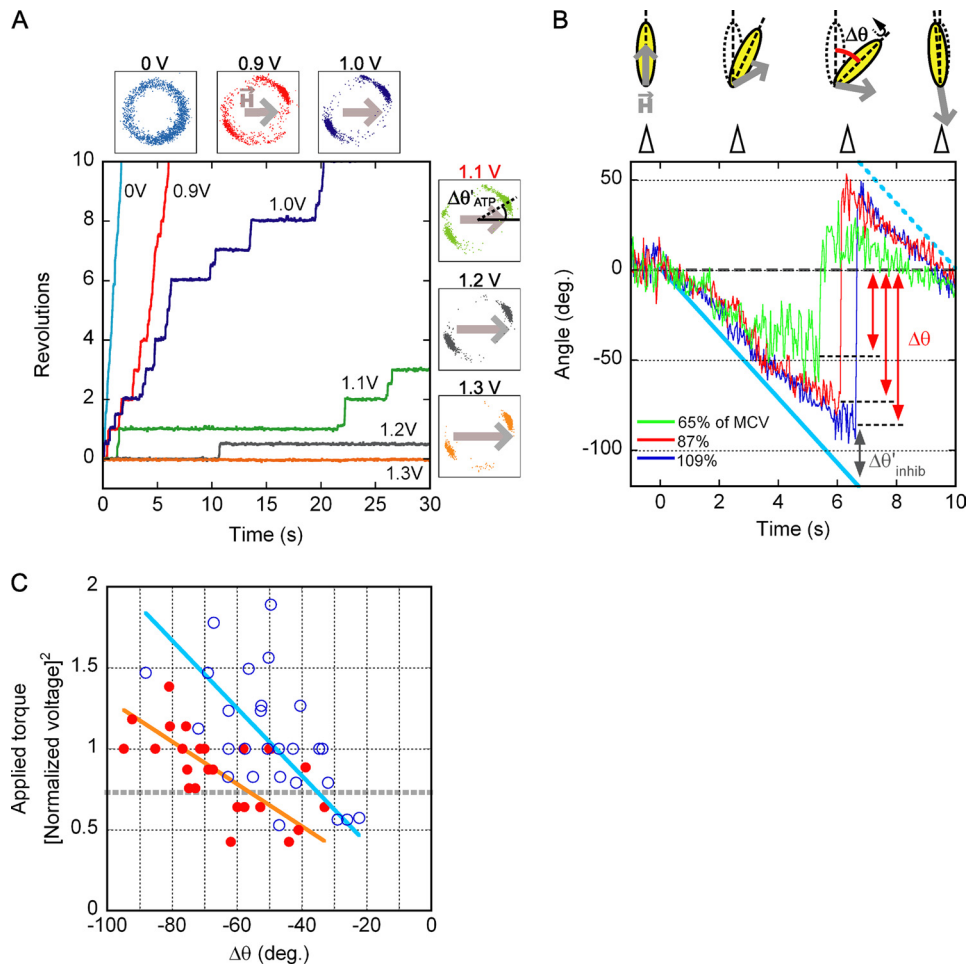 A
0 V 0.9 V 1.0 V
H
Revolutions
10
8
6
4
2
0
0V
0.9V
1.0V
1.1V
1.2V
1.3V
0 5 10 15 20 25 30
Time (s)
1.1 V
Δθ'ATP
1.2 V
1.3 V
B
H
Δθ
Angle (deg.)
50
0
-50
-100
Δθ
65% of MCV
87%
109%
Δθ'inhib
0 2 4 6 8 10
Time (s)
C
Applied torque
[Normalized voltage]²
2
1.5
1
0.5
0
-100 -80 -60 -40 -20 0
Δθ (deg.)